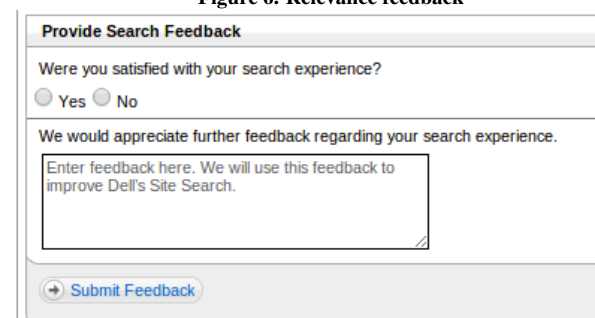 Figure 6. Relevance feedback
Provide Search Feedback
Were you satisfied with your search experience?
Yes No
We would appreciate further feedback regarding your search experience.
Enter feedback here. We will use this feedback to
improve Dell's Site Search.
Submit Feedback